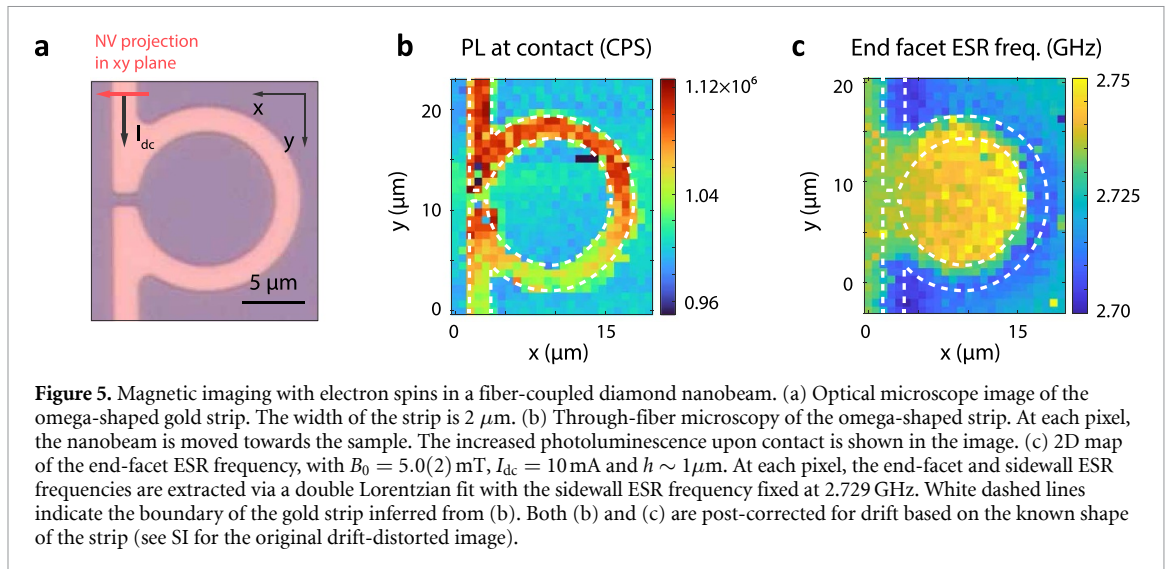 a
NV projection
in xy plane
x
y
I_dc
5 μm
b
PL at contact (CPS)
20
10
0
y (μm)
0
15
x (μm)
1.12×10⁶
1.04
0.96
c
End facet ESR freq. (GHz)
20
10
0
y (μm)
0
15
x (μm)
2.75
2.725
2.70
Figure 5. Magnetic imaging with electron spins in a fiber-coupled diamond nanobeam. (a) Optical microscope image of the
omega-shaped gold strip. The width of the strip is 2 μm. (b) Through-fiber microscopy of the omega-shaped strip. At each pixel,
the nanobeam is moved towards the sample. The increased photoluminescence upon contact is shown in the image. (c) 2D map
of the end-facet ESR frequency, with B₀ = 5.0(2) mT, I_dc = 10 mA and h ∼ 1μm. At each pixel, the end-facet and sidewall ESR
frequencies are extracted via a double Lorentzian fit with the sidewall ESR frequency fixed at 2.729 GHz. White dashed lines
indicate the boundary of the gold strip inferred from (b). Both (b) and (c) are post-corrected for drift based on the known shape
of the strip (see SI for the original drift-distorted image).